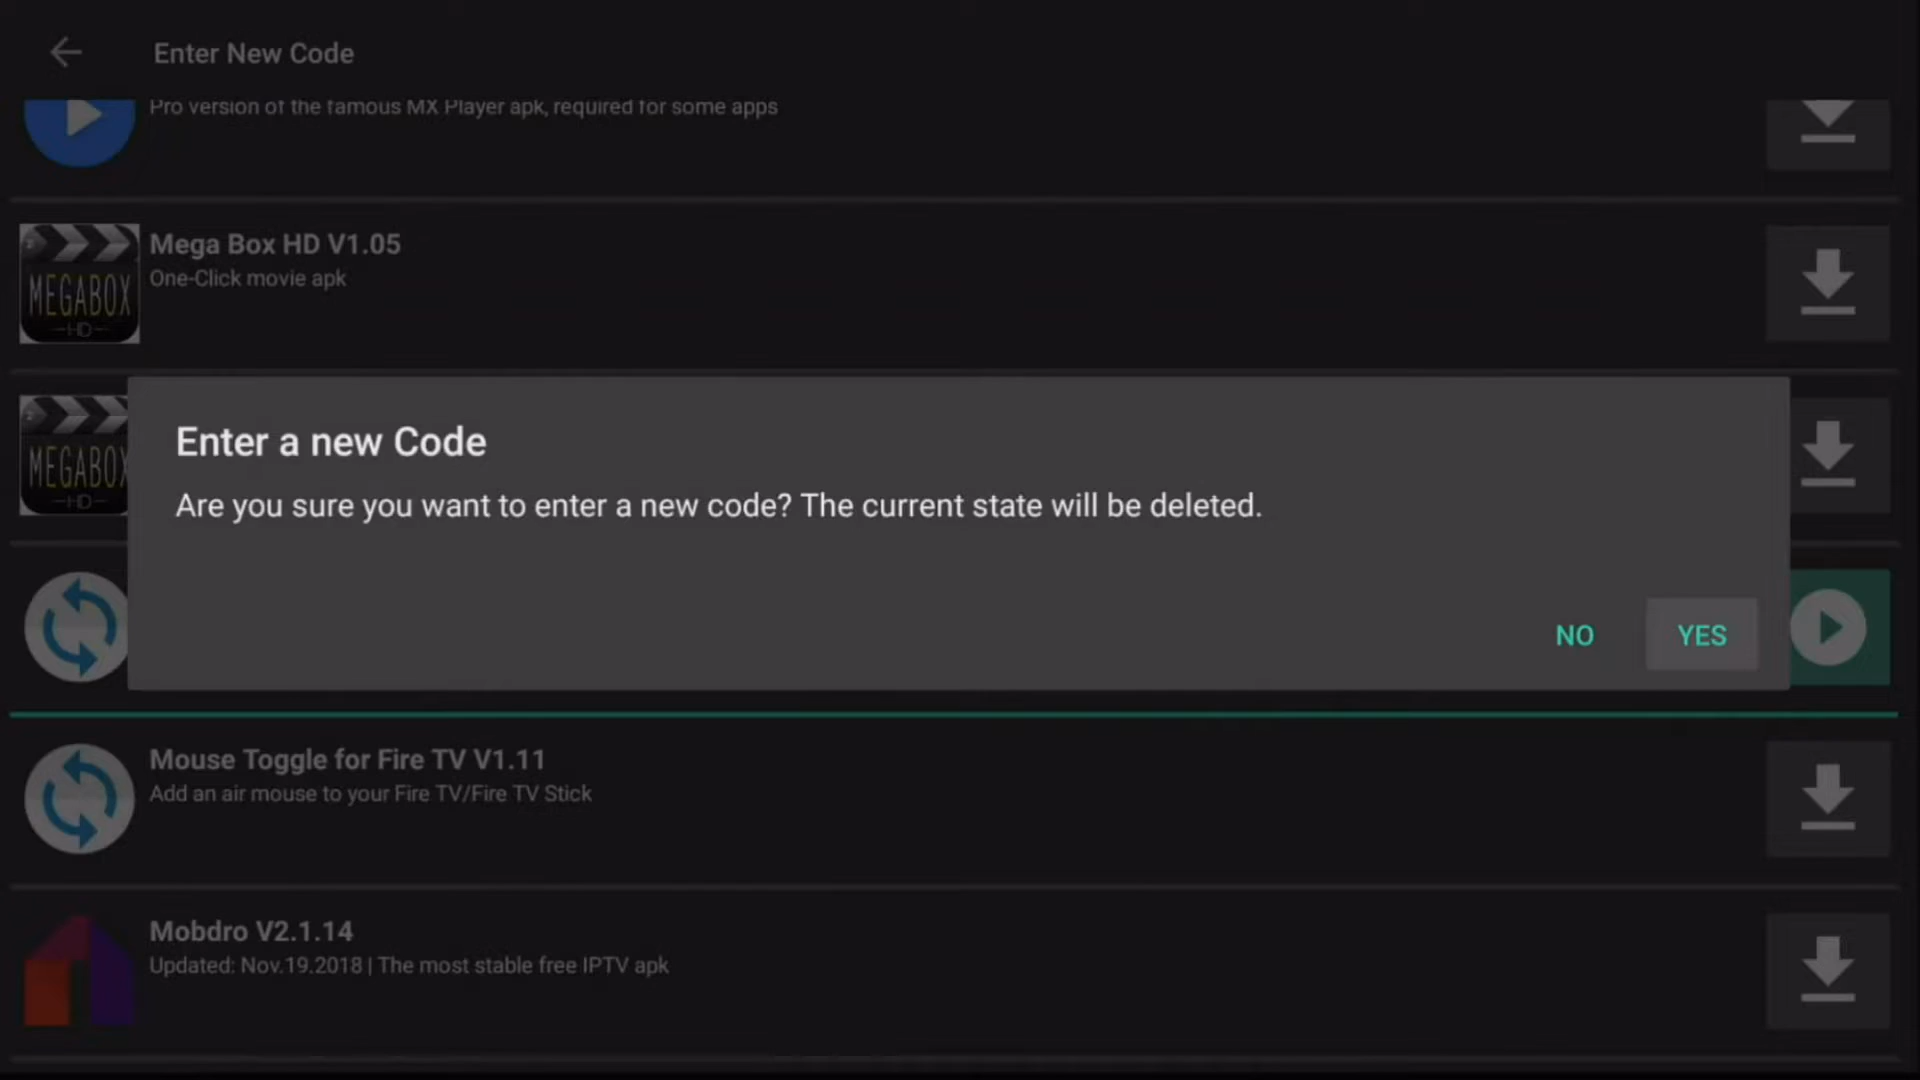 Enter New Code
Pro version of the famous MX Player apk, required for some apps
Mega Box HD V1.05
One-Click movie apk
MEGABOX
HD
Enter a new Code
Are you sure you want to enter a new code? The current state will be deleted.
MEGABOX
HD
NO
YES
Mouse Toggle for Fire TV V1.11
Add an air mouse to your Fire TV/Fire TV Stick
Mobdro V2.1.14
Updated: Nov.19.2018 | The most stable free IPTV apk